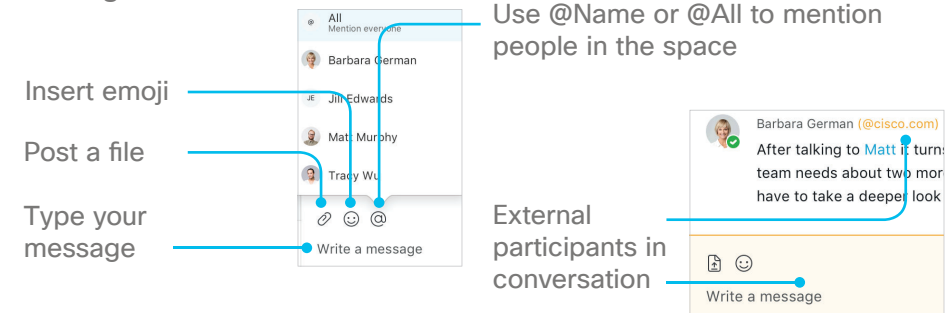 Use @Name or @All to mention
people in the space
@
All
Mention everyone
Barbara German
JE Jill Edwards
Matt Murphy
Tracy Wu
@
Write a message
Insert emoji
Post a file
Type your
message
Barbara German (@cisco.com)
After talking to Matt it turns
team needs about two mor
have to take a deeper look
External
participants in
conversation
Write a message